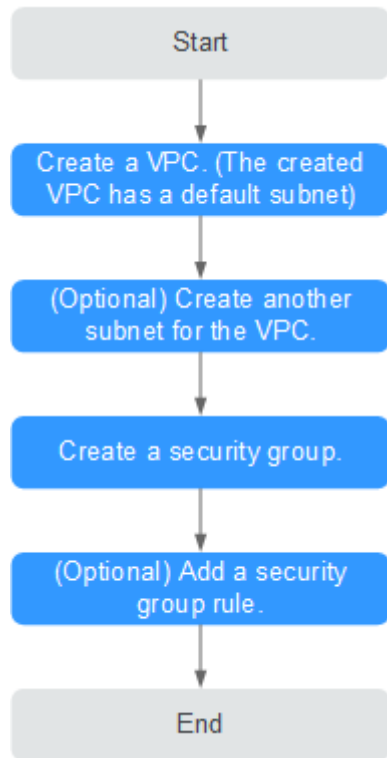 Start
Create a VPC. (The created
VPC has a default subnet)
(Optional) Create another
subnet for the VPC.
Create a security group.
(Optional) Add a security
group rule.
End